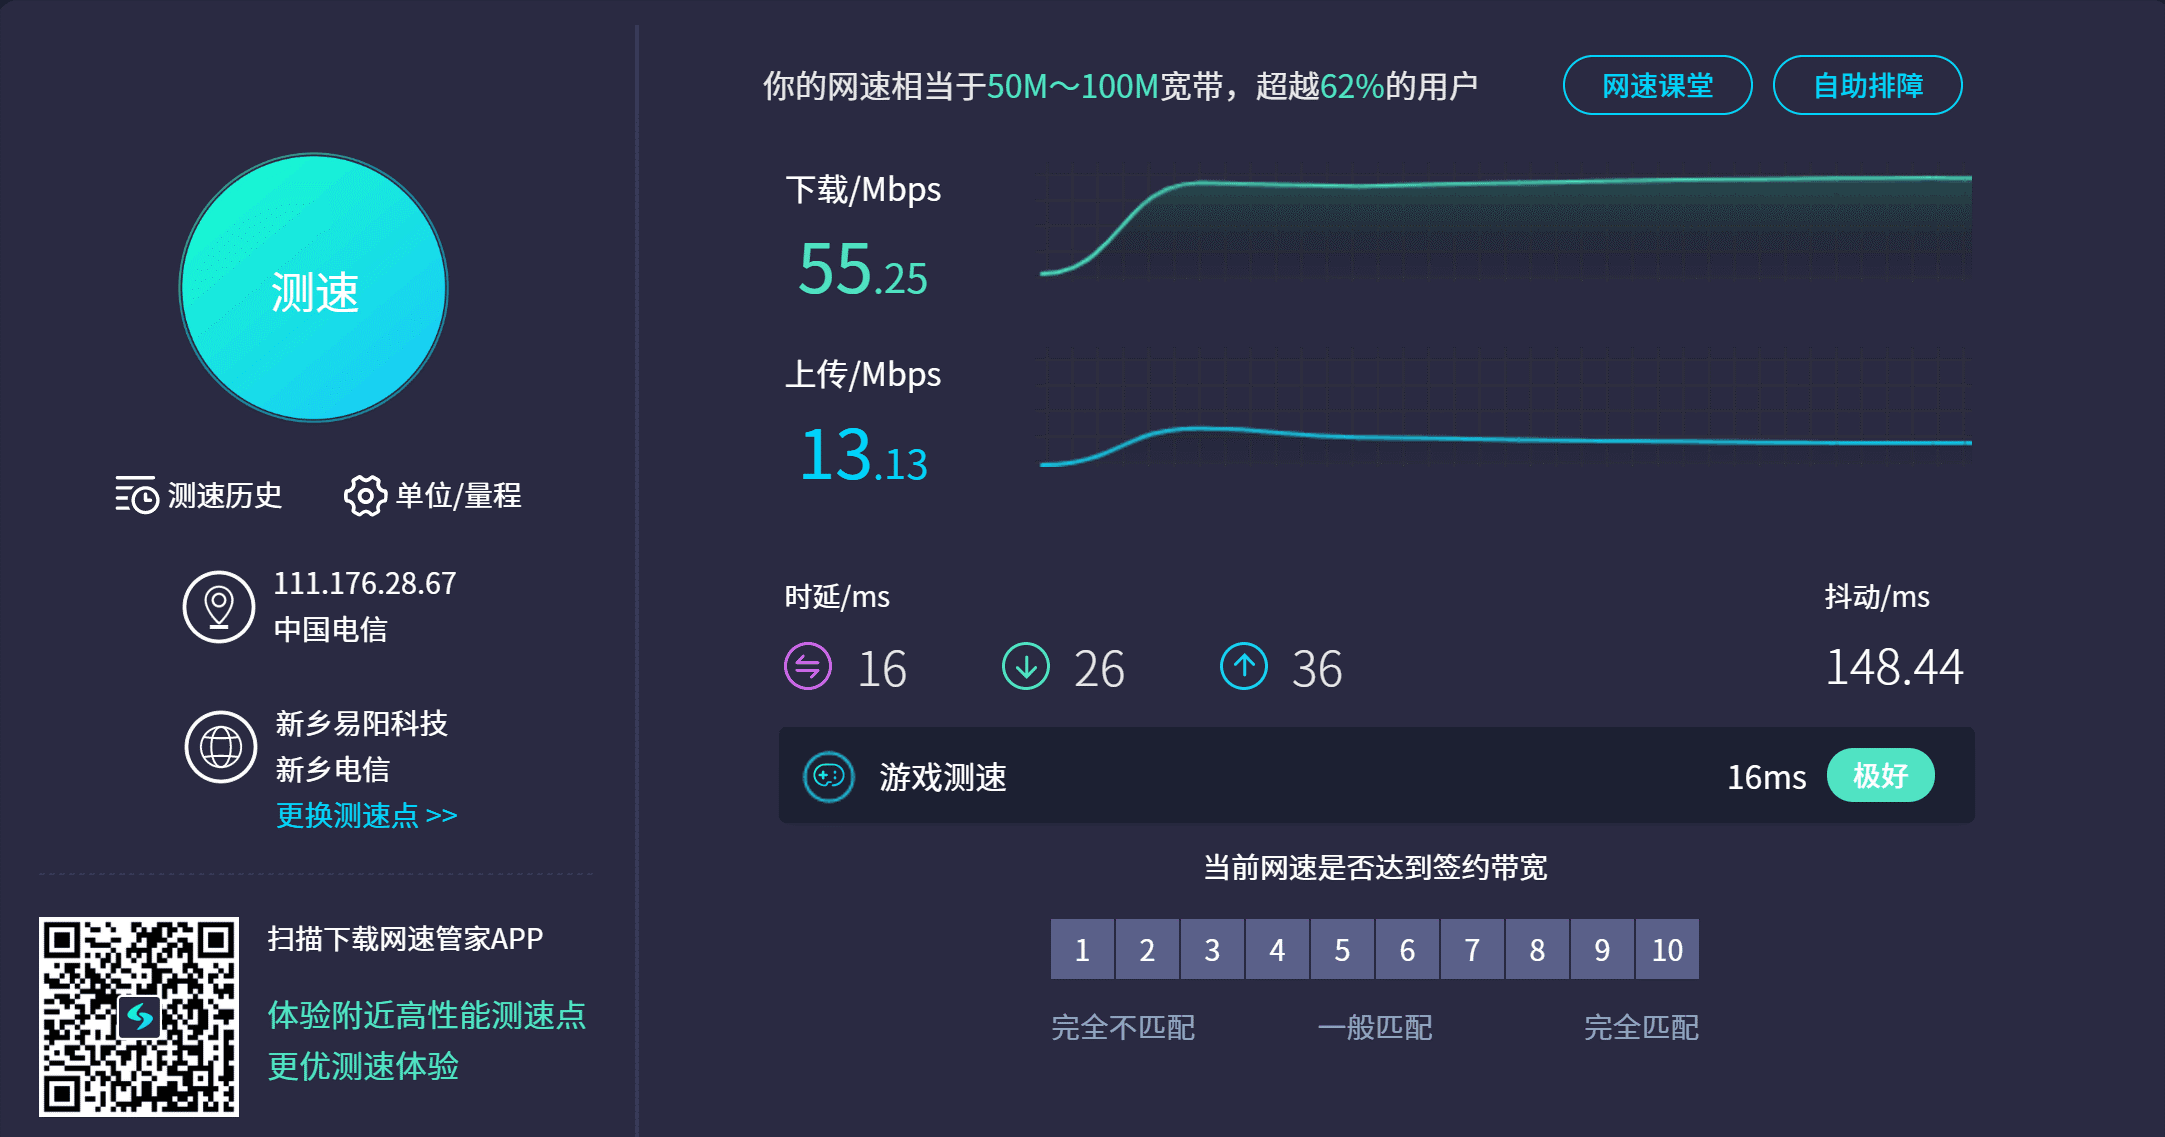 测速
测速历史
单位/量程
111.176.28.67
中国电信
新乡易阳科技
新乡电信
更换测速点 >>
扫描下载网速管家APP
体验附近高性能测速点
更优测速体验
你的网速相当于50M～100M宽带，超越62%的用户
网速课堂
自助排障
下载/Mbps
55.25
上传/Mbps
13.13
时延/ms
抖动/ms
16
26
36
148.44
游戏测速
16ms
极好
当前网速是否达到签约带宽
1 2 3 4 5 6 7 8 9 10
完全不匹配
一般匹配
完全匹配